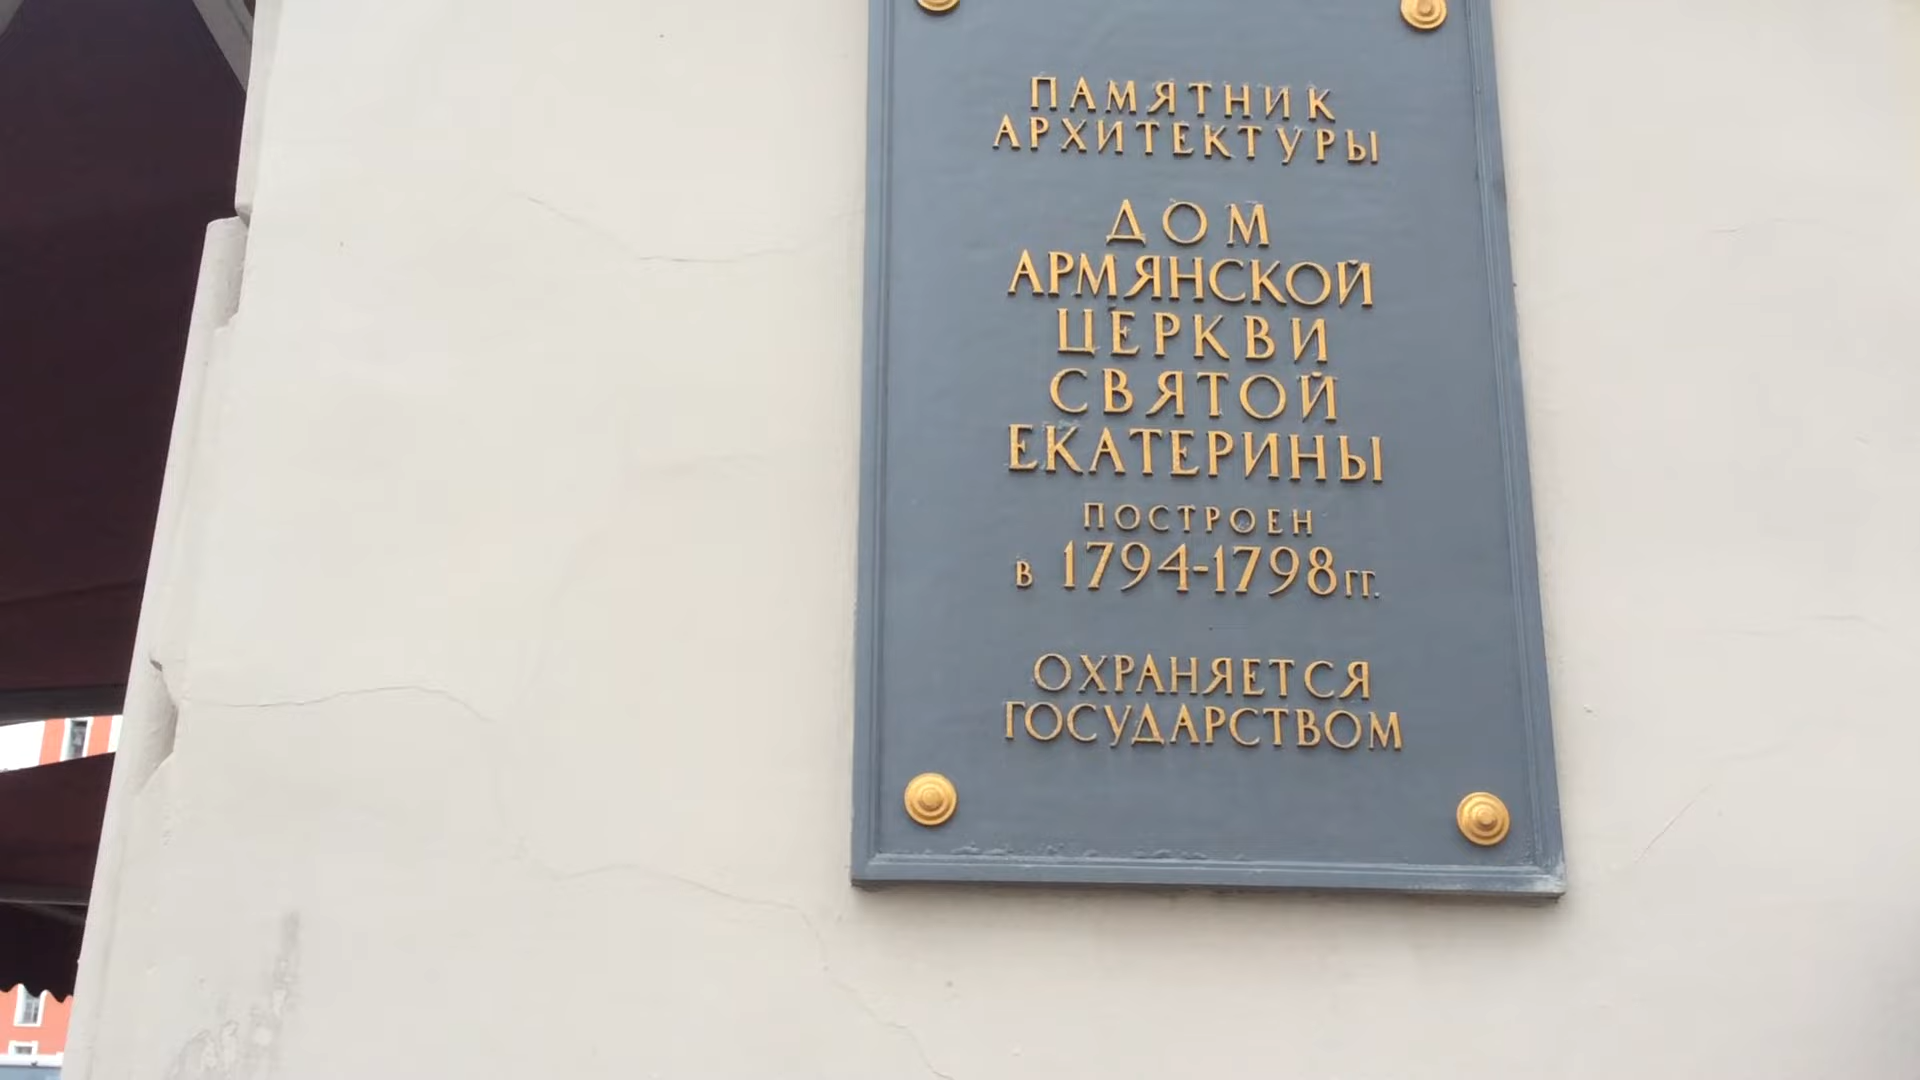 ПАМЯТНИК
АРХИТЕКТУРЫ
ДОМ
АРМЯНСКОЙ
ЦЕРКВИ
СВЯТОЙ
ЕКАТЕРИНЫ
ПОСТРОЕН
В 1794-1798 ГГ.
ОХРАНЯЕТСЯ
ГОСУДАРСТВОМ